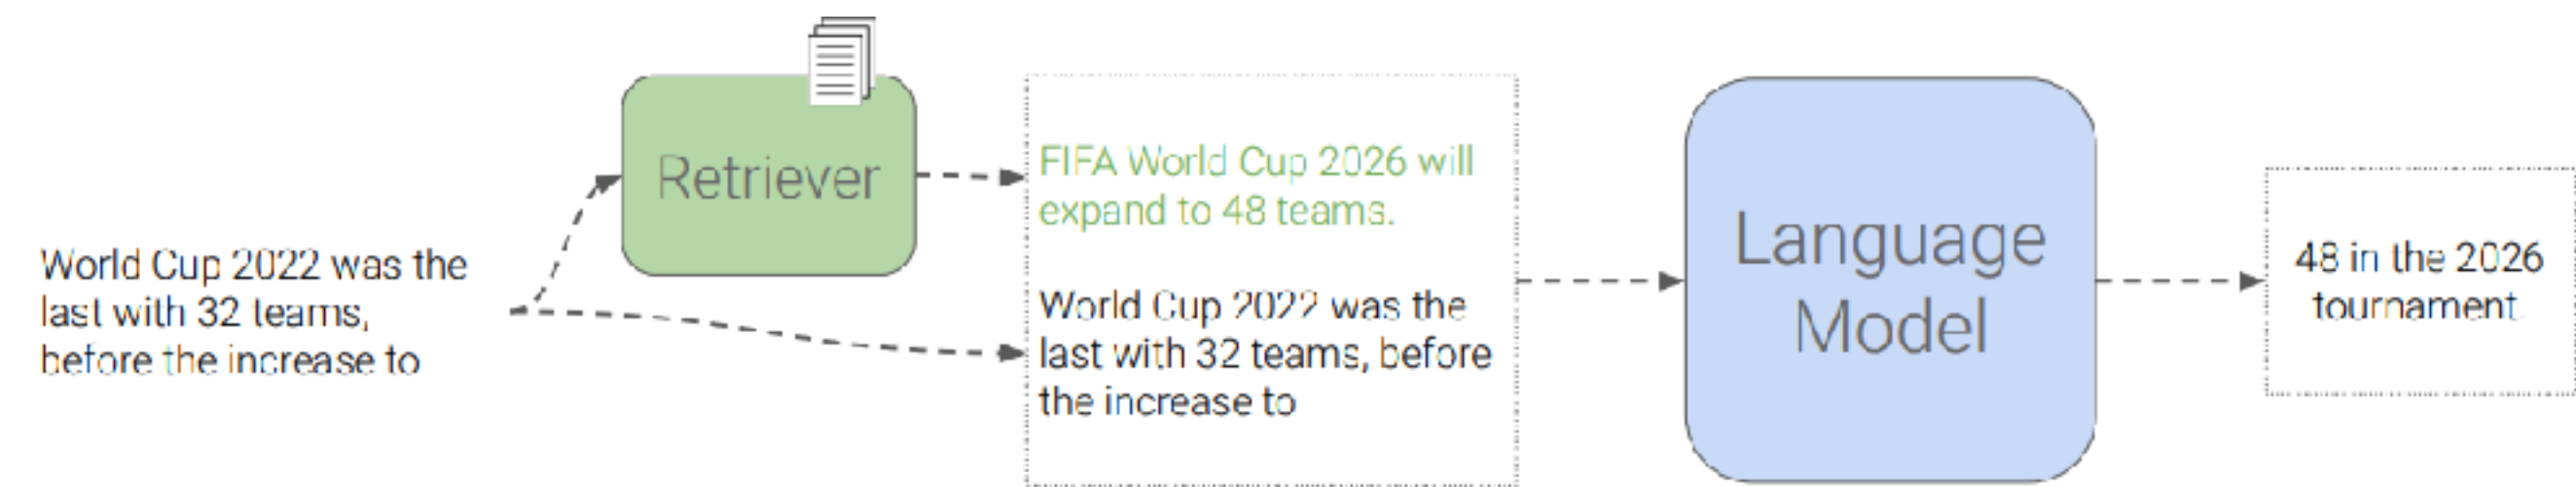 World Cup 2022 was the
last with 32 teams,
before the increase to
Retriever
FIFA World Cup 2026 will
expand to 48 teams.
World Cup 2022 was the
last with 32 teams, before
the increase to
Language
Model
48 in the 2026
tournament.